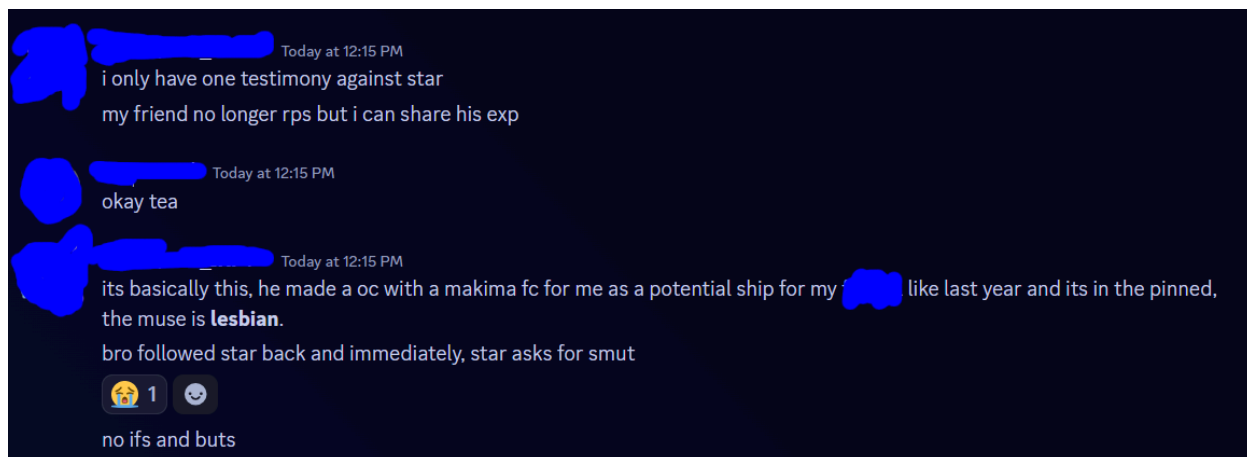 Today at 12:15 PM
i only have one testimony against star
my friend no longer rps but i can share his exp
Today at 12:15 PM
okay tea
Today at 12:15 PM
its basically this, he made a oc with a makima fc for me as a potential ship for my like last year and its in the pinned,
the muse is lesbian.
bro followed star back and immediately, star asks for smut
1
no ifs and buts